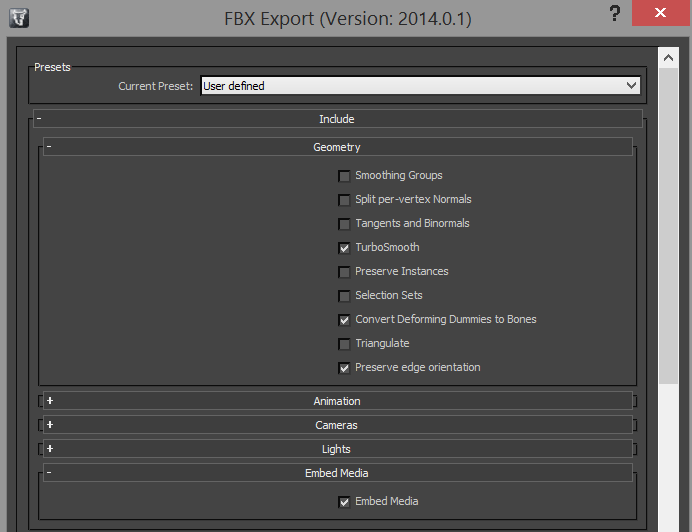 FBX Export (Version: 2014.0.1)
?
Presets
Current Preset: User defined
- Include
- Geometry
Smoothing Groups
Split per-vertex Normals
Tangents and Binormals
TurboSmooth
Preserve Instances
Selection Sets
Convert Deforming Dummies to Bones
Triangulate
Preserve edge orientation
+ Animation
+ Cameras
+ Lights
- Embed Media
Embed Media